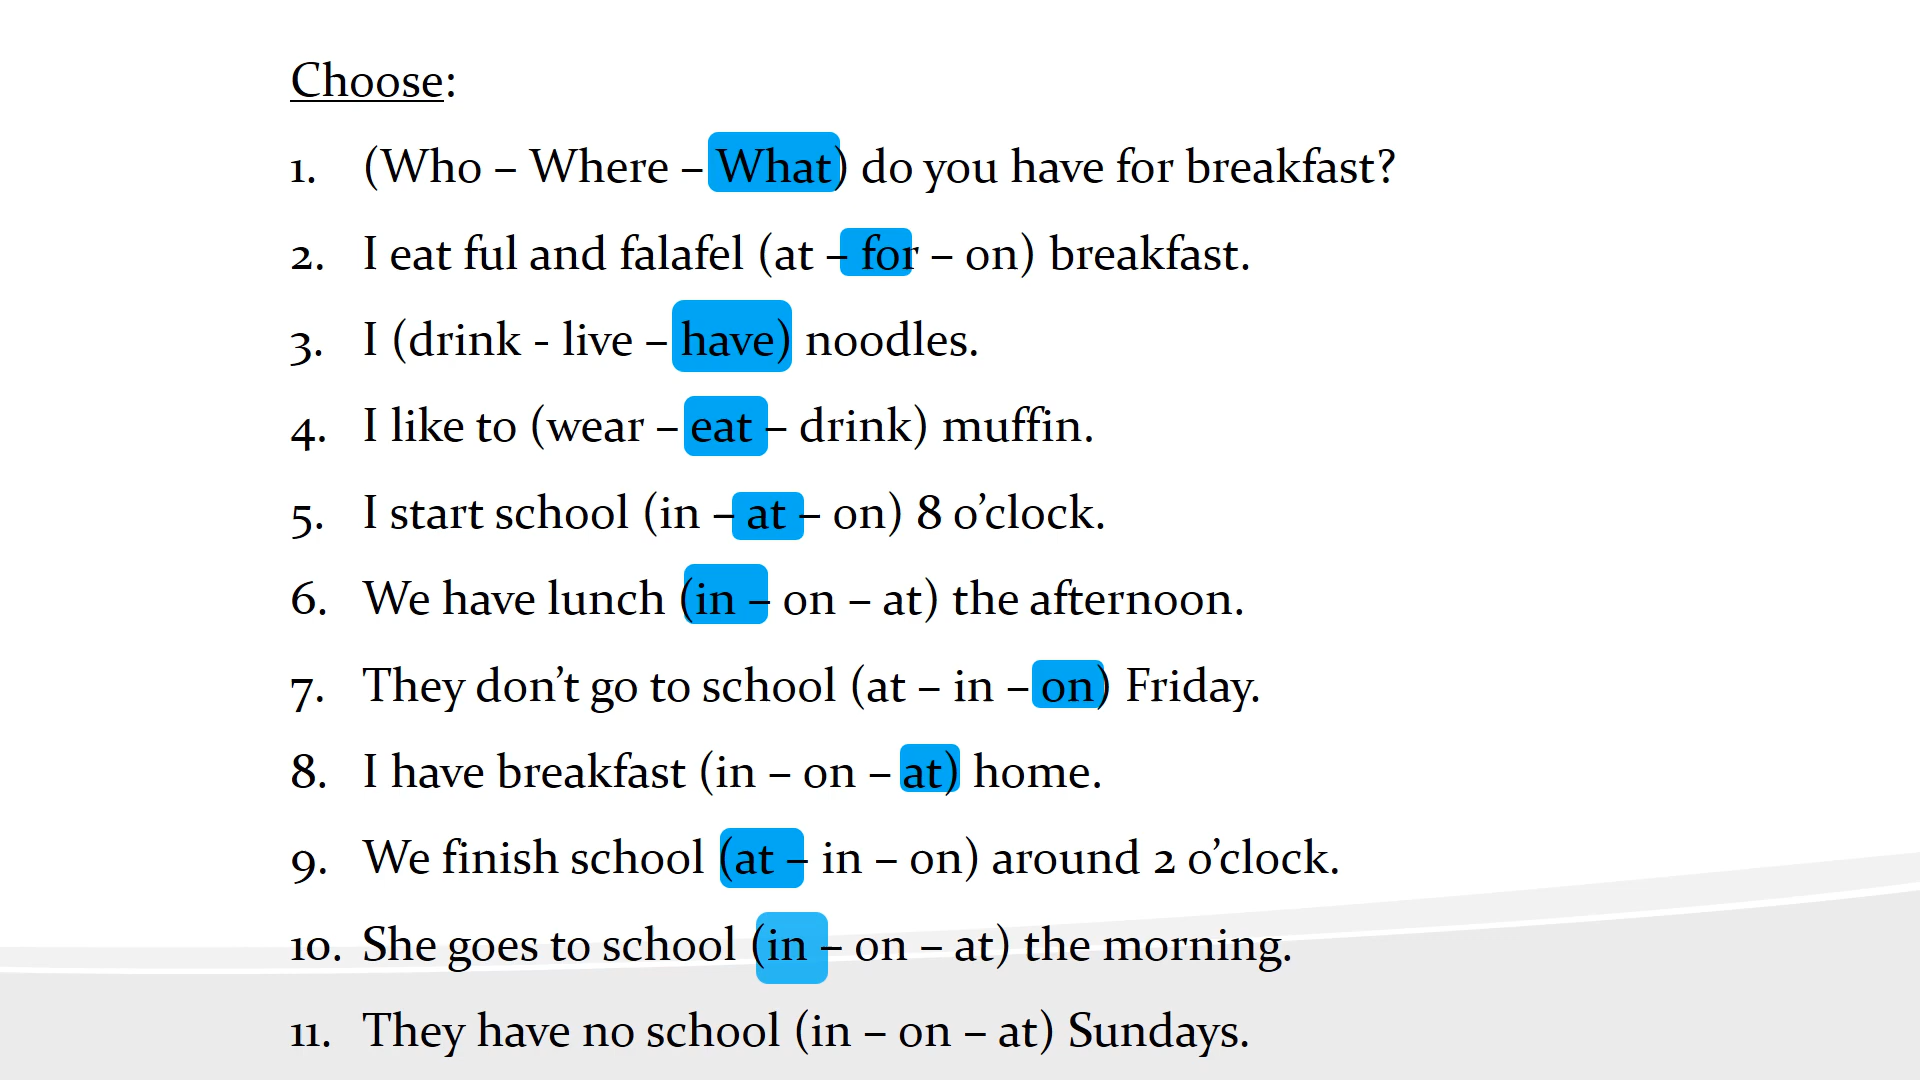 Choose:
1. (Who – Where – What) do you have for breakfast?
2. I eat ful and falafel (at – for – on) breakfast.
3. I (drink - live – have) noodles.
4. I like to (wear – eat – drink) muffin.
5. I start school (in – at – on) 8 o’clock.
6. We have lunch (in – on – at) the afternoon.
7. They don’t go to school (at – in – on) Friday.
8. I have breakfast (in – on – at) home.
9. We finish school (at – in – on) around 2 o’clock.
10. She goes to school (in – on – at) the morning.
11. They have no school (in – on – at) Sundays.